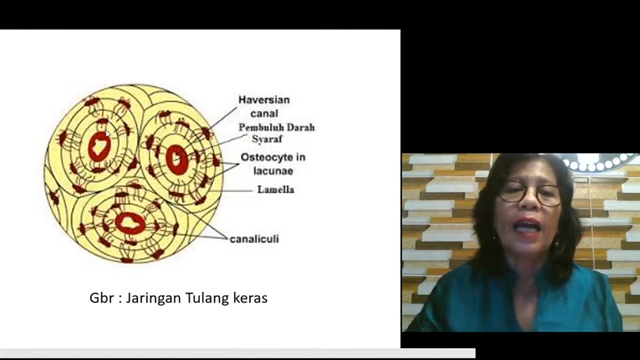 Haversian
canal
Pembuluh Darah
Syaraf
Osteocyte in
lacunae
Lamella
canaliculi
Gbr : Jaringan Tulang keras